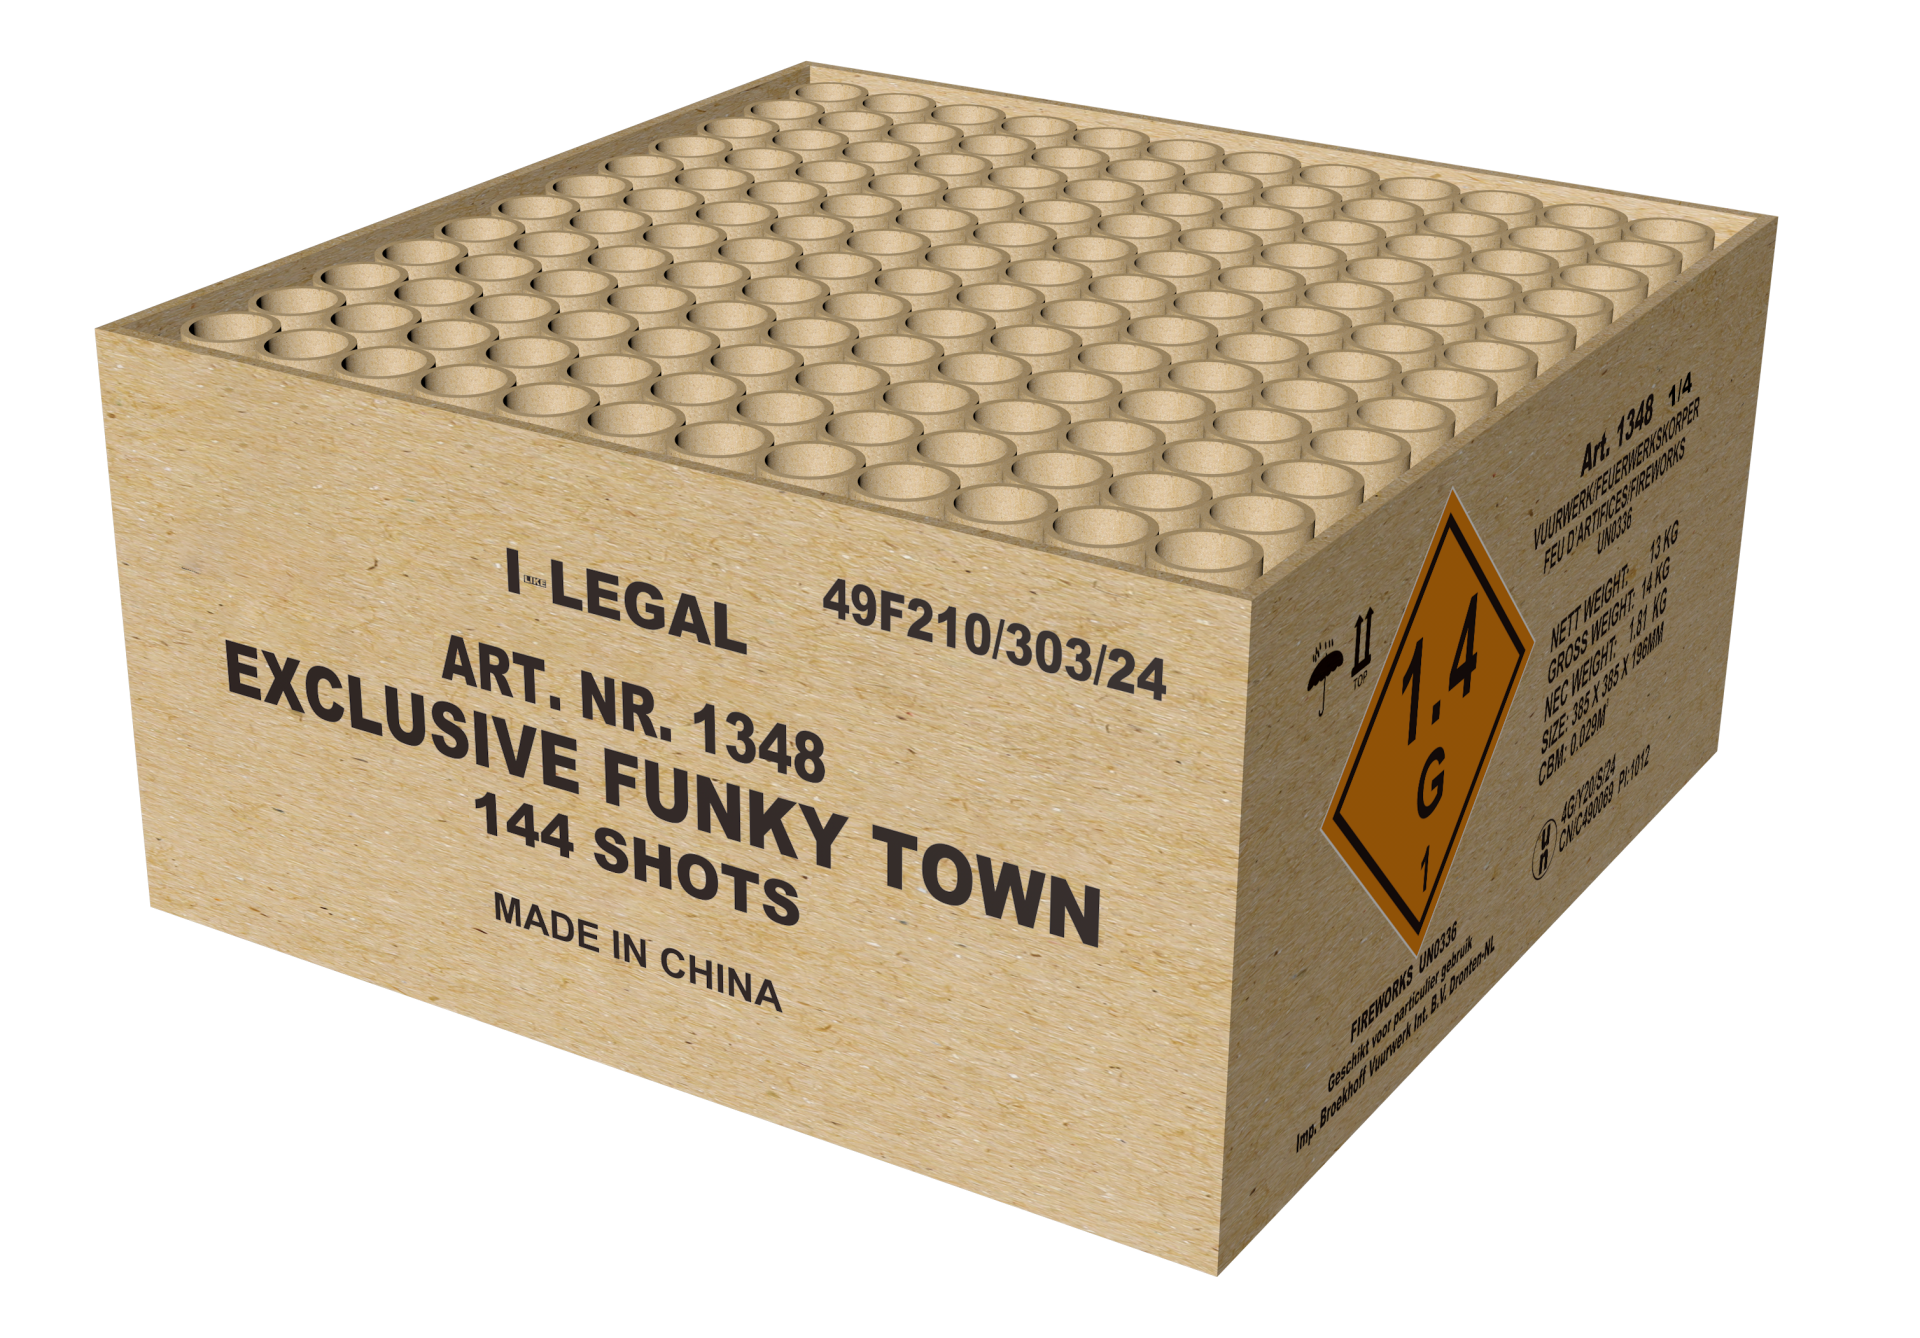 I-LIKE-LEGAL
49F210/303/24
ART. NR. 1348
EXCLUSIVE FUNKY TOWN
144 SHOTS
MADE IN CHINA
Art. 1348 1/4
VUURWERK/FEUERWERKSKORPER
FEU D'ARTIFICES/FIREWORKS
UN0336
NETT WEIGHT: 13 KG
GROSS WEIGHT: 14 KG
NEC WEIGHT: 1.81 KG
SIZE: 385 X 385 X 196MM
CBM: 0.029M³
TOP
1.4
G
1
un
4G/Y20/S/24
CN/C490069 PI:1012
FIREWORKS UN0336
Geschikt voor particulier gebruik
Imp. Broekhoff Vuurwerk Int. B.V. Dronten-NL